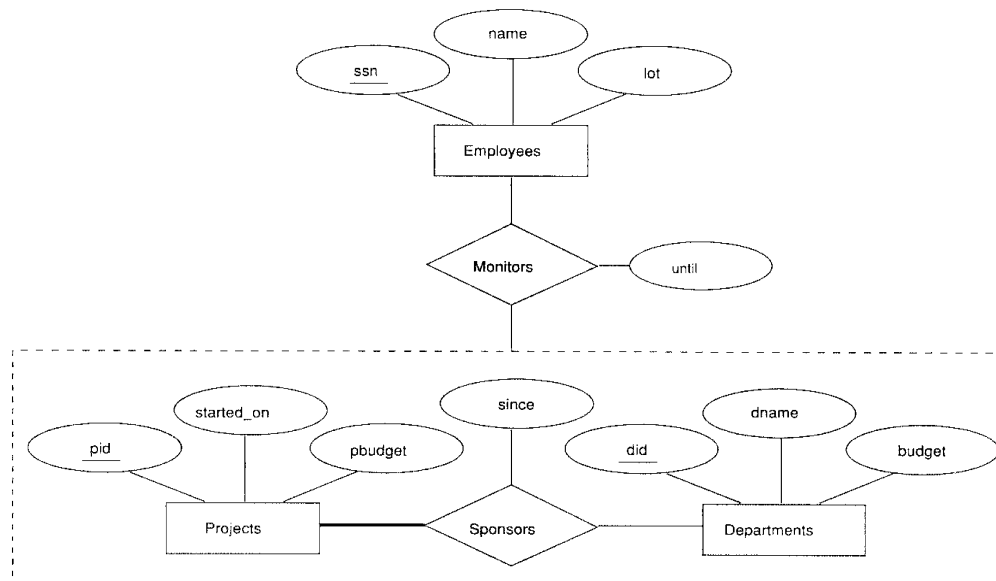 name
ssn
lot
Employees
Monitors
until
since
started_on
dname
pid
pbudget
did
budget
Projects
Sponsors
Departments